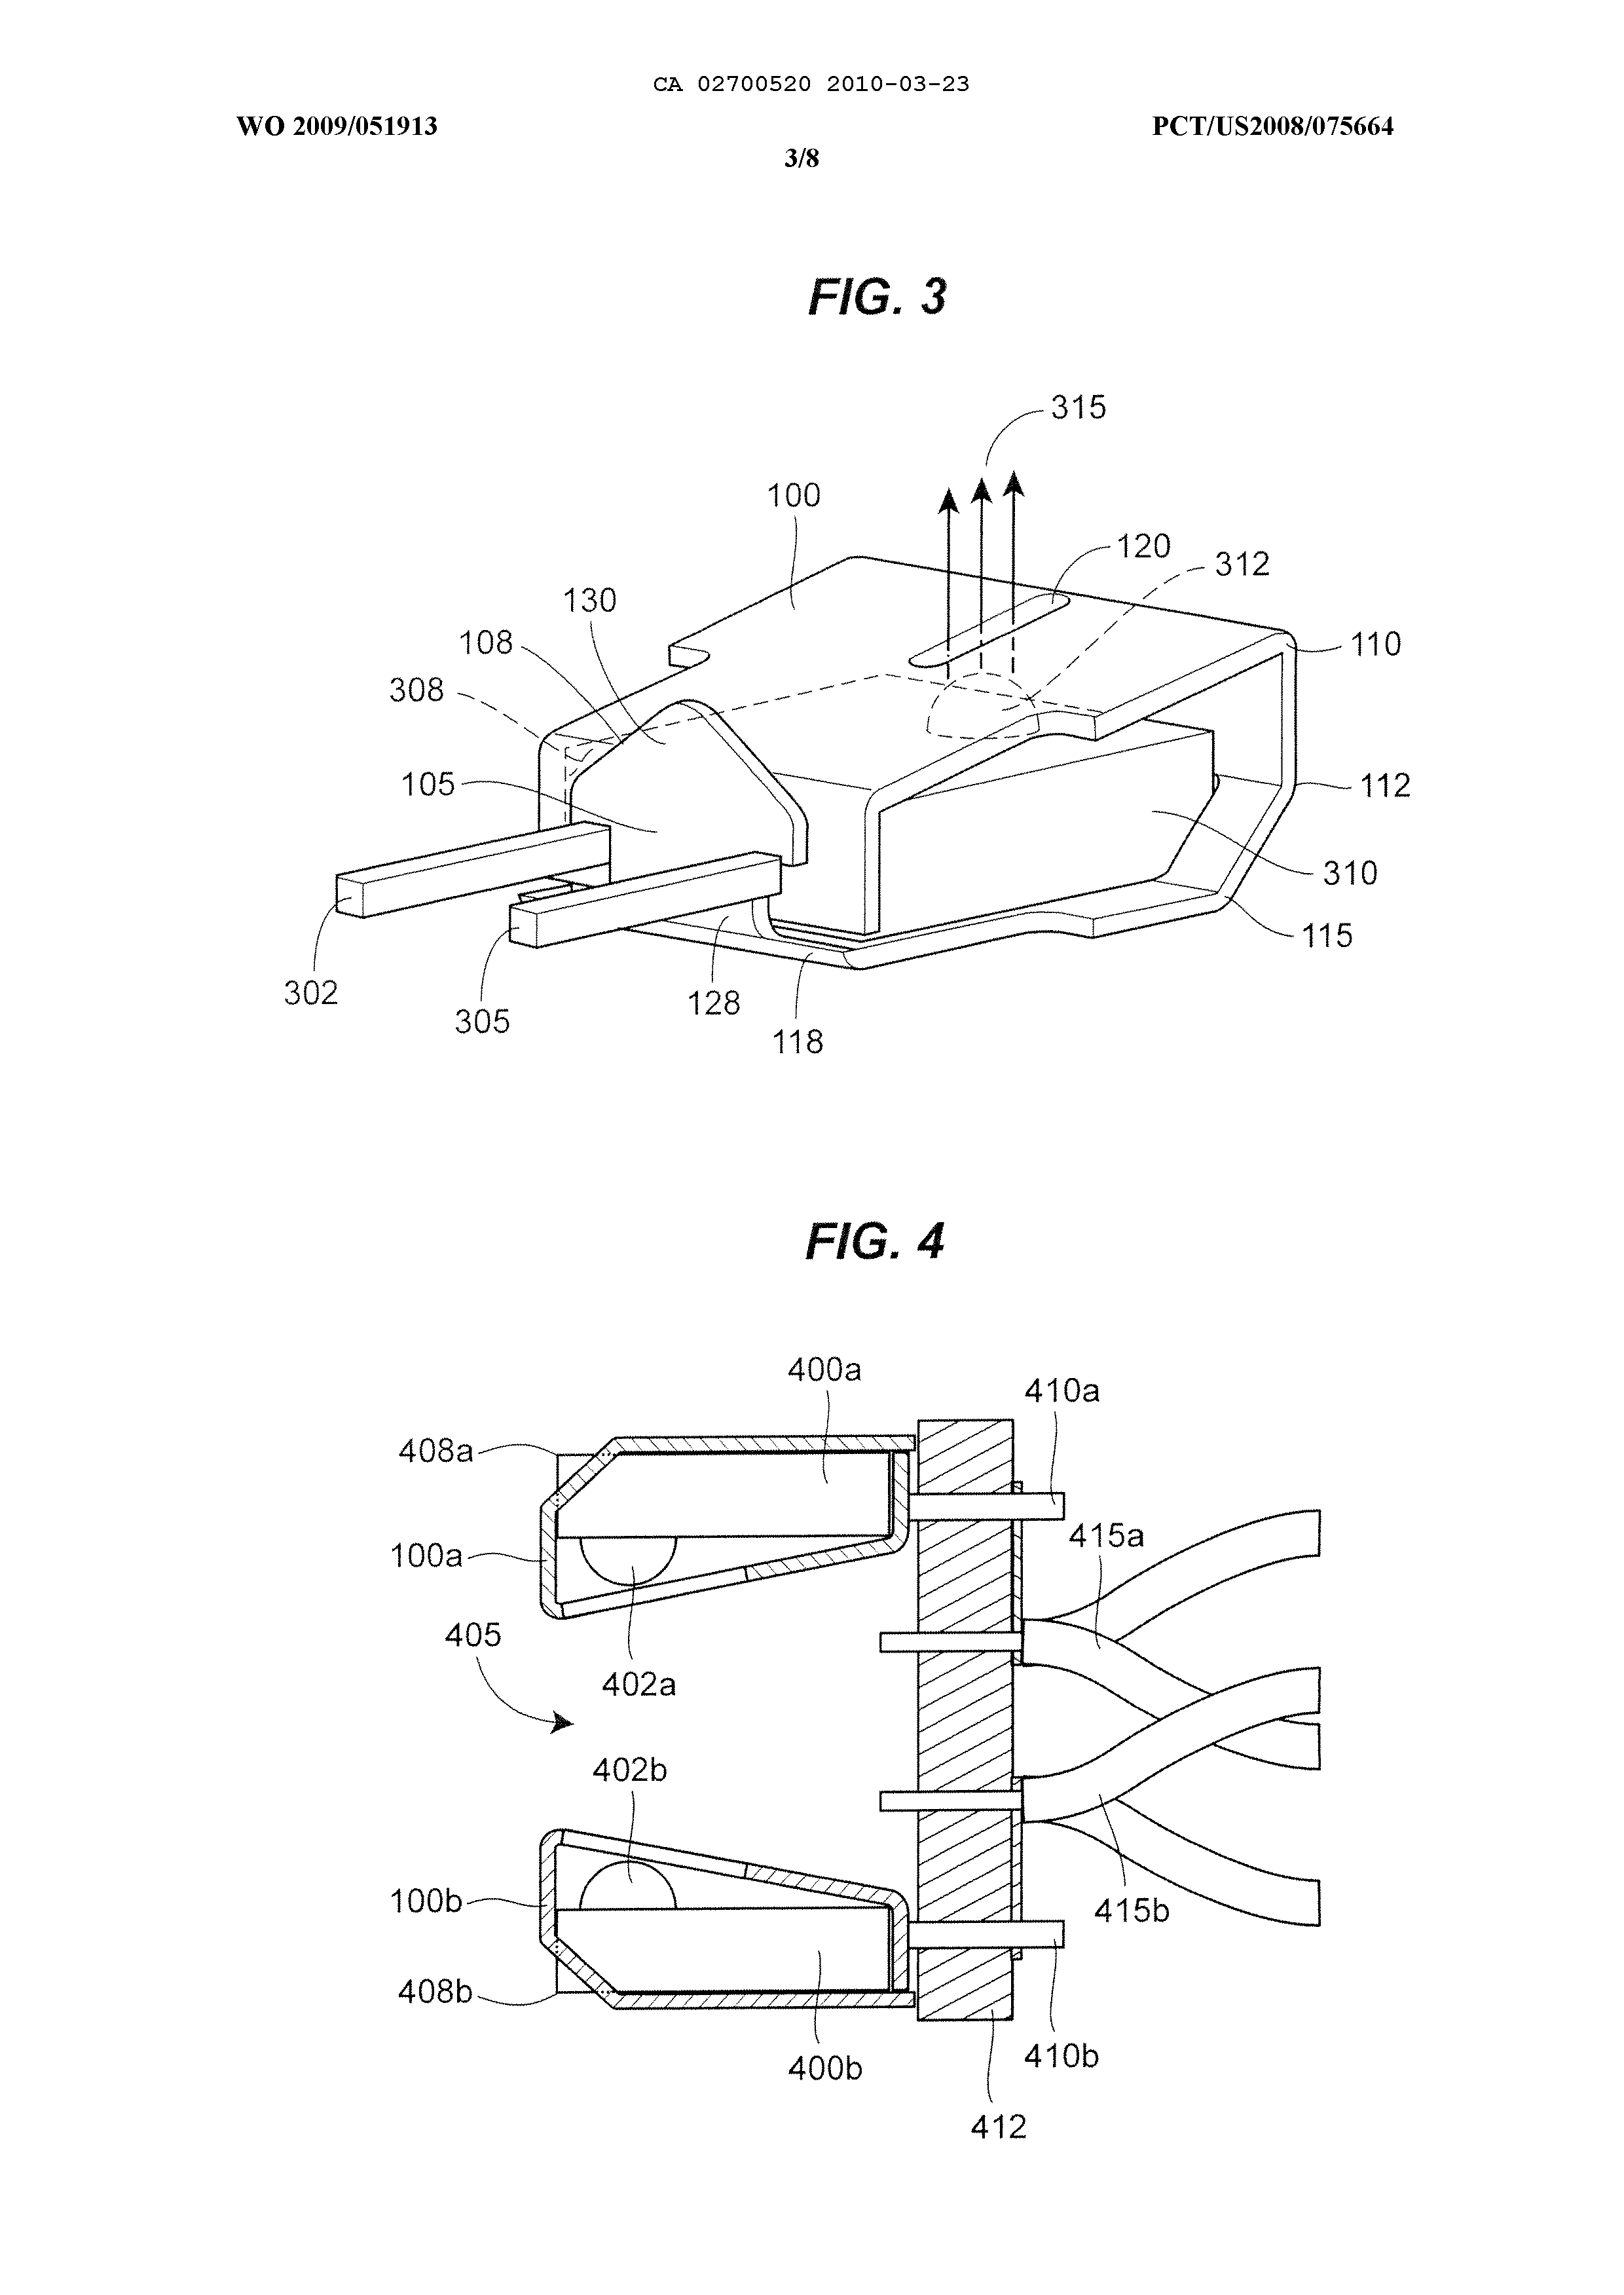 CA 02700520 2010-03-23
WO 2009/051913
PCT/US2008/075664
3/8
FIG. 3
315
100
120
312
130
108
110
308
105
112
310
115
302
305
128
118
FIG. 4
400a
410a
408a
415a
100a
405
402a
402b
100b
415b
408b
410b
400b
412